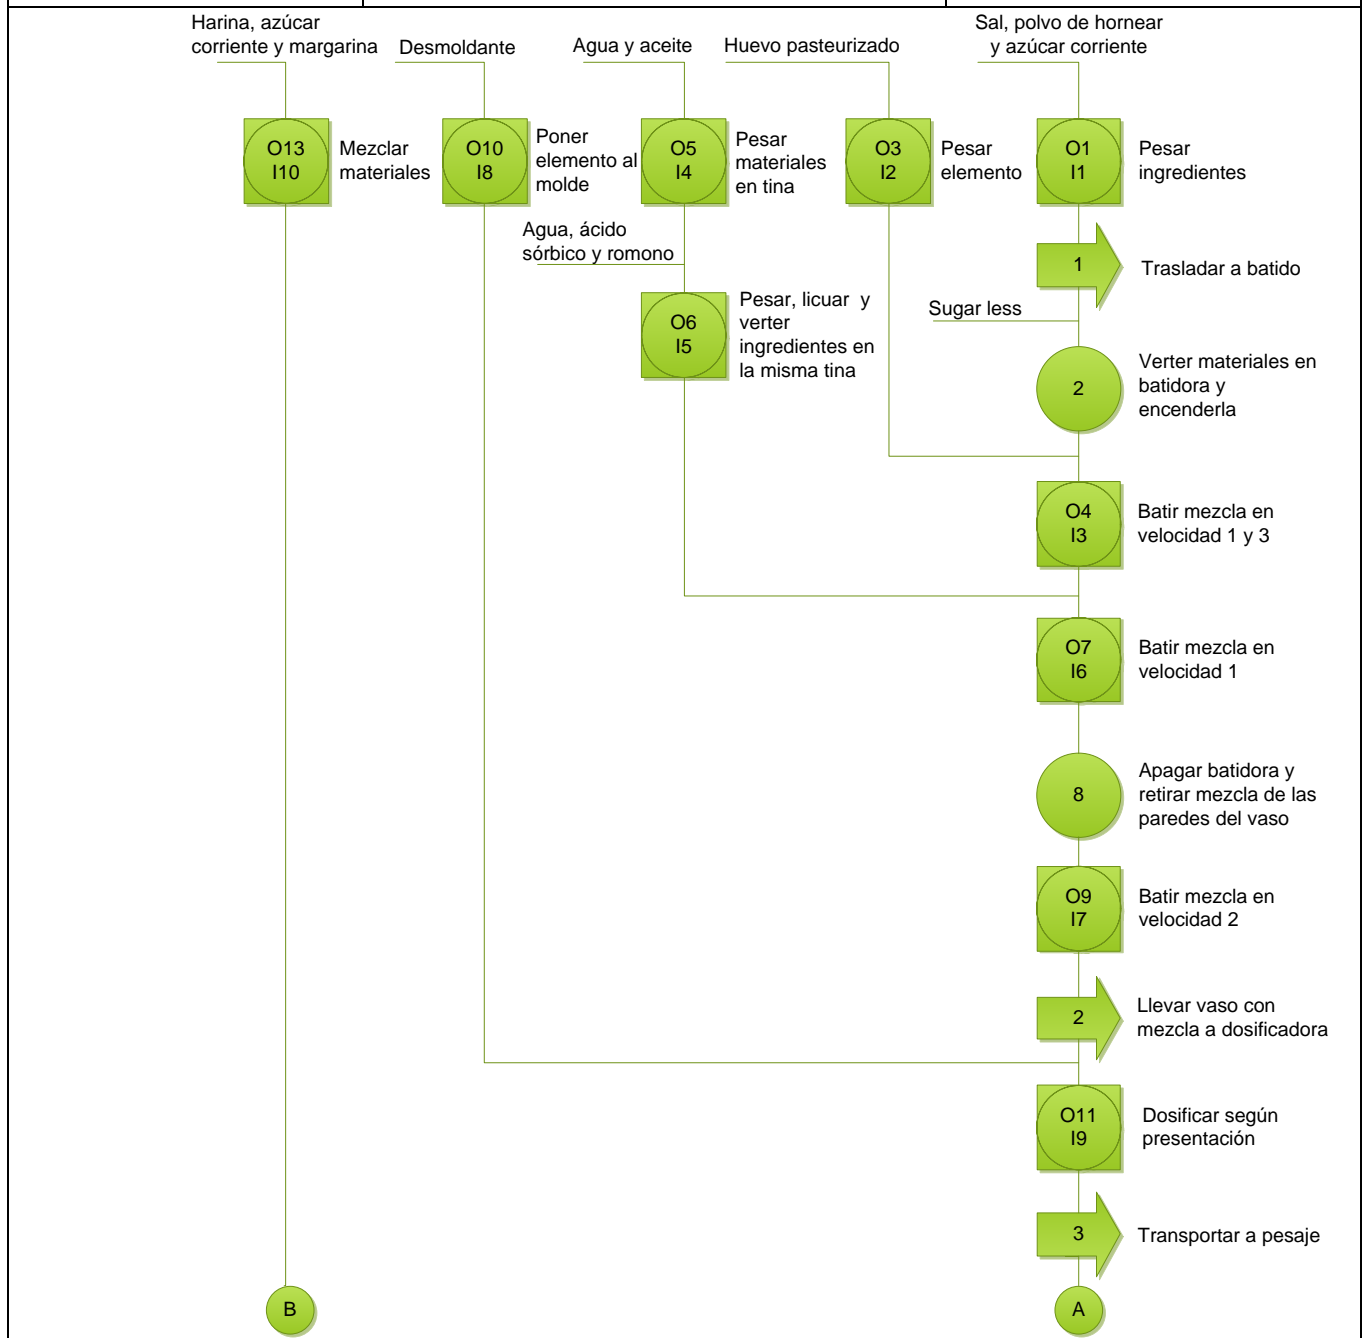 Harina, azúcar
corriente y margarina
Desmoldante
Agua y aceite
Huevo pasteurizado
Sal, polvo de hornear
y azúcar corriente
O13
I10
Mezclar
materiales
O10
I8
Poner
elemento al
molde
O5
I4
Pesar
materiales
en tina
O3
I2
Pesar
elemento
O1
I1
Pesar
ingredientes
Agua, ácido
sórbico y romono
1
Trasladar a batido
Sugar less
O6
I5
Pesar, licuar y
verter
ingredientes en
la misma tina
2
Verter materiales en
batidora y
encenderla
O4
I3
Batir mezcla en
velocidad 1 y 3
O7
I6
Batir mezcla en
velocidad 1
8
Apagar batidora y
retirar mezcla de las
paredes del vaso
O9
I7
Batir mezcla en
velocidad 2
2
Llevar vaso con
mezcla a dosificadora
O11
I9
Dosificar según
presentación
3
Transportar a pesaje
B
A